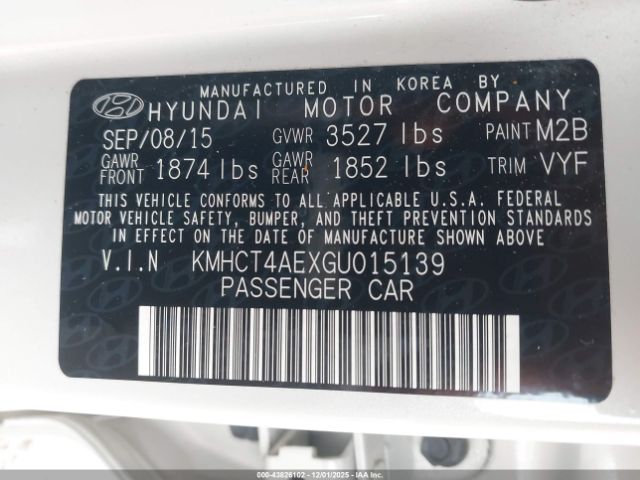 MANUFACTURED IN KOREA BY
HYUNDAI MOTOR COMPANY
SEP/08/15 GVWR 3527 lbs PAINT M2B
GAWR FRONT 1874 lbs GAWR REAR 1852 lbs TRIM VYF
THIS VEHICLE CONFORMS TO ALL APPLICABLE U.S.A. FEDERAL
MOTOR VEHICLE SAFETY, BUMPER, AND THEFT PREVENTION STANDARDS
IN EFFECT ON THE DATE OF MANUFACTURE SHOWN ABOVE
V.I.N KMHCT4AEXGU015139
PASSENGER CAR
000-43826102 - 12/01/2025 - IAAI.COM